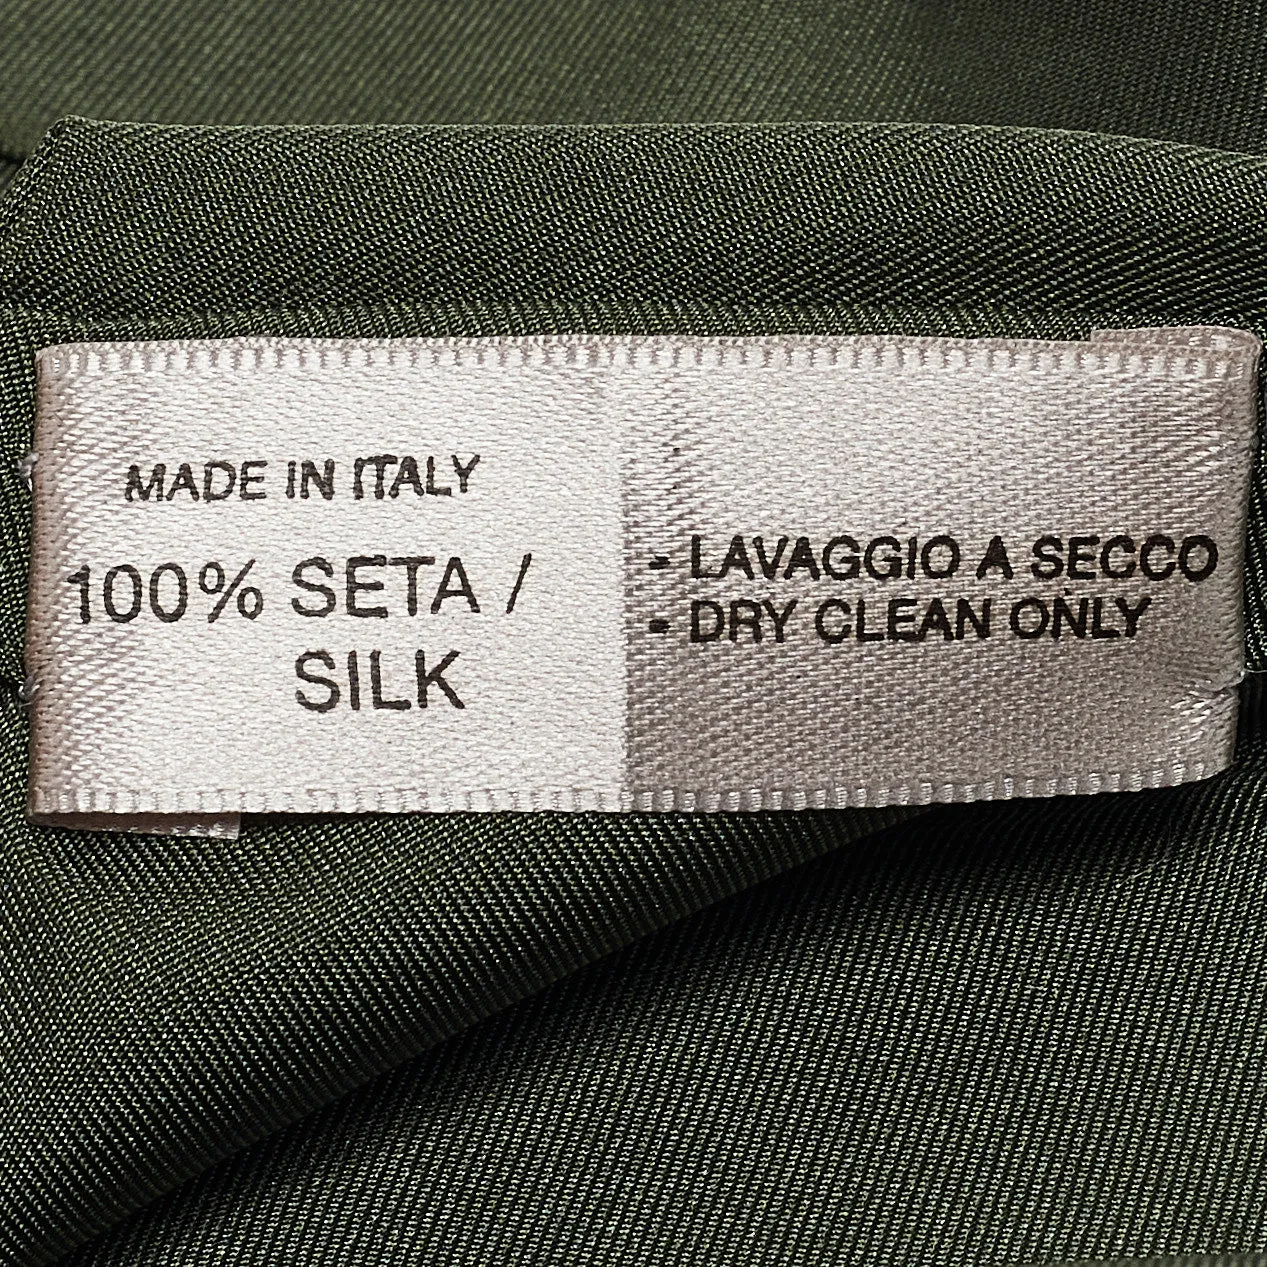 MADE IN ITALY
100% SETA /
SILK
- LAVAGGIO A SECCO
- DRY CLEAN ONLY